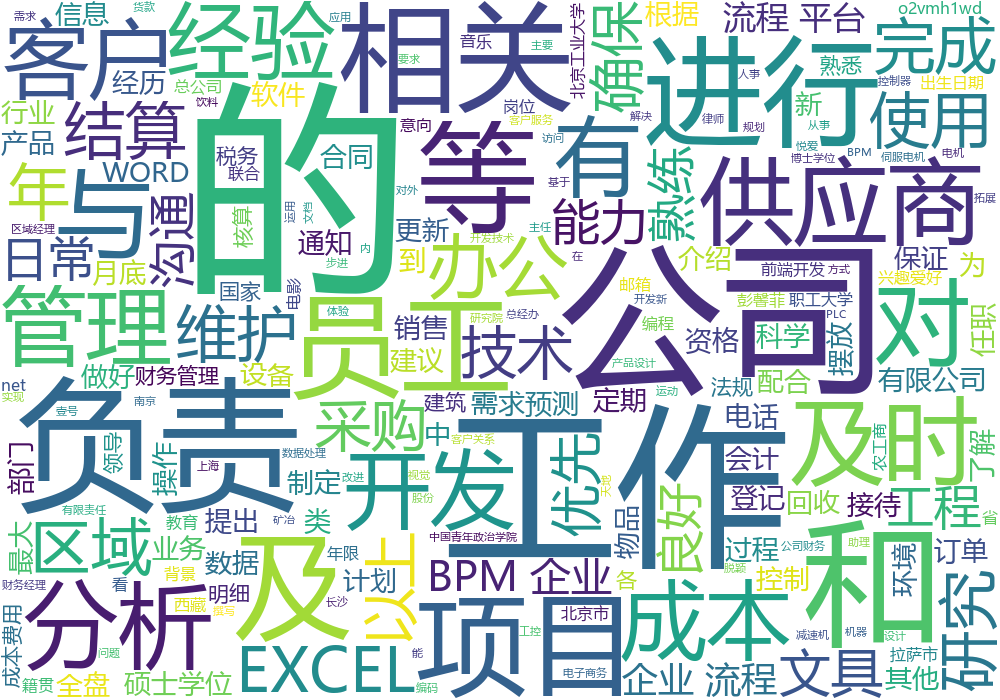 信息
货款
需求
应用
客户
经验
相关
音乐
要求
主要
北京工业大学
确保
根据
流程 平台
o2vmh1wd
完成
经历
总公司
饮料
软件
岗位
客户服务
访问
解决
进行
人事
熟悉
控制器
出生日期
行业
产品
结算
的
税务
联合
合同
意向
等
有
律师
规划
新
从事
悦爱
使用
年
与
WORD
博士学位
BPM
伺服电机
电机
区域经理
沟通
核算
运用
文档
对外
基于
熟练
供应商
拓展
日常
月底
通知
更新
能力
主任
开发技术
在
步进
内
到
办公
介绍
前端开发
方式
保证
为
兴趣爱好
管理
国家
电影
维护
体验
员工
销售
研究院
总经办
邮箱
开发新
编程
公司
彭馨菲
职工大学
PLC
资格
科学
摆放
对
任职
net
实现
做好
财务管理
设备
建议
技术
产品设计
运动
法规
配合
有限公司
壹号
南京
负责
采购
建筑
需求预测
定期
电话
及时
农工商
了解
部门
领导
操作
上海
数据处理
制定
改进
视觉
股份
中
客户关系
开发
优先
天翔
工作
会计
登记
回收
接待
工程
省
有限责任
教育
矿冶
提出
类
中国青年政治学院
物品
良好
最大
区域
业务
背景
数据
年限
以上
过程
公司财务
助理
和
环境
订单
财务经理
看
计划
BPM 企业
各
脱颖
控制
成本费用
分析
西藏
撰写
明细
及
长沙
项目
北京市
成本
减速机
机器
设计
研究
问题
工控
能
籍贯
全盘
硕士学位
EXCEL
编码
电子商务
企业 流程
文具
拉萨市
其他